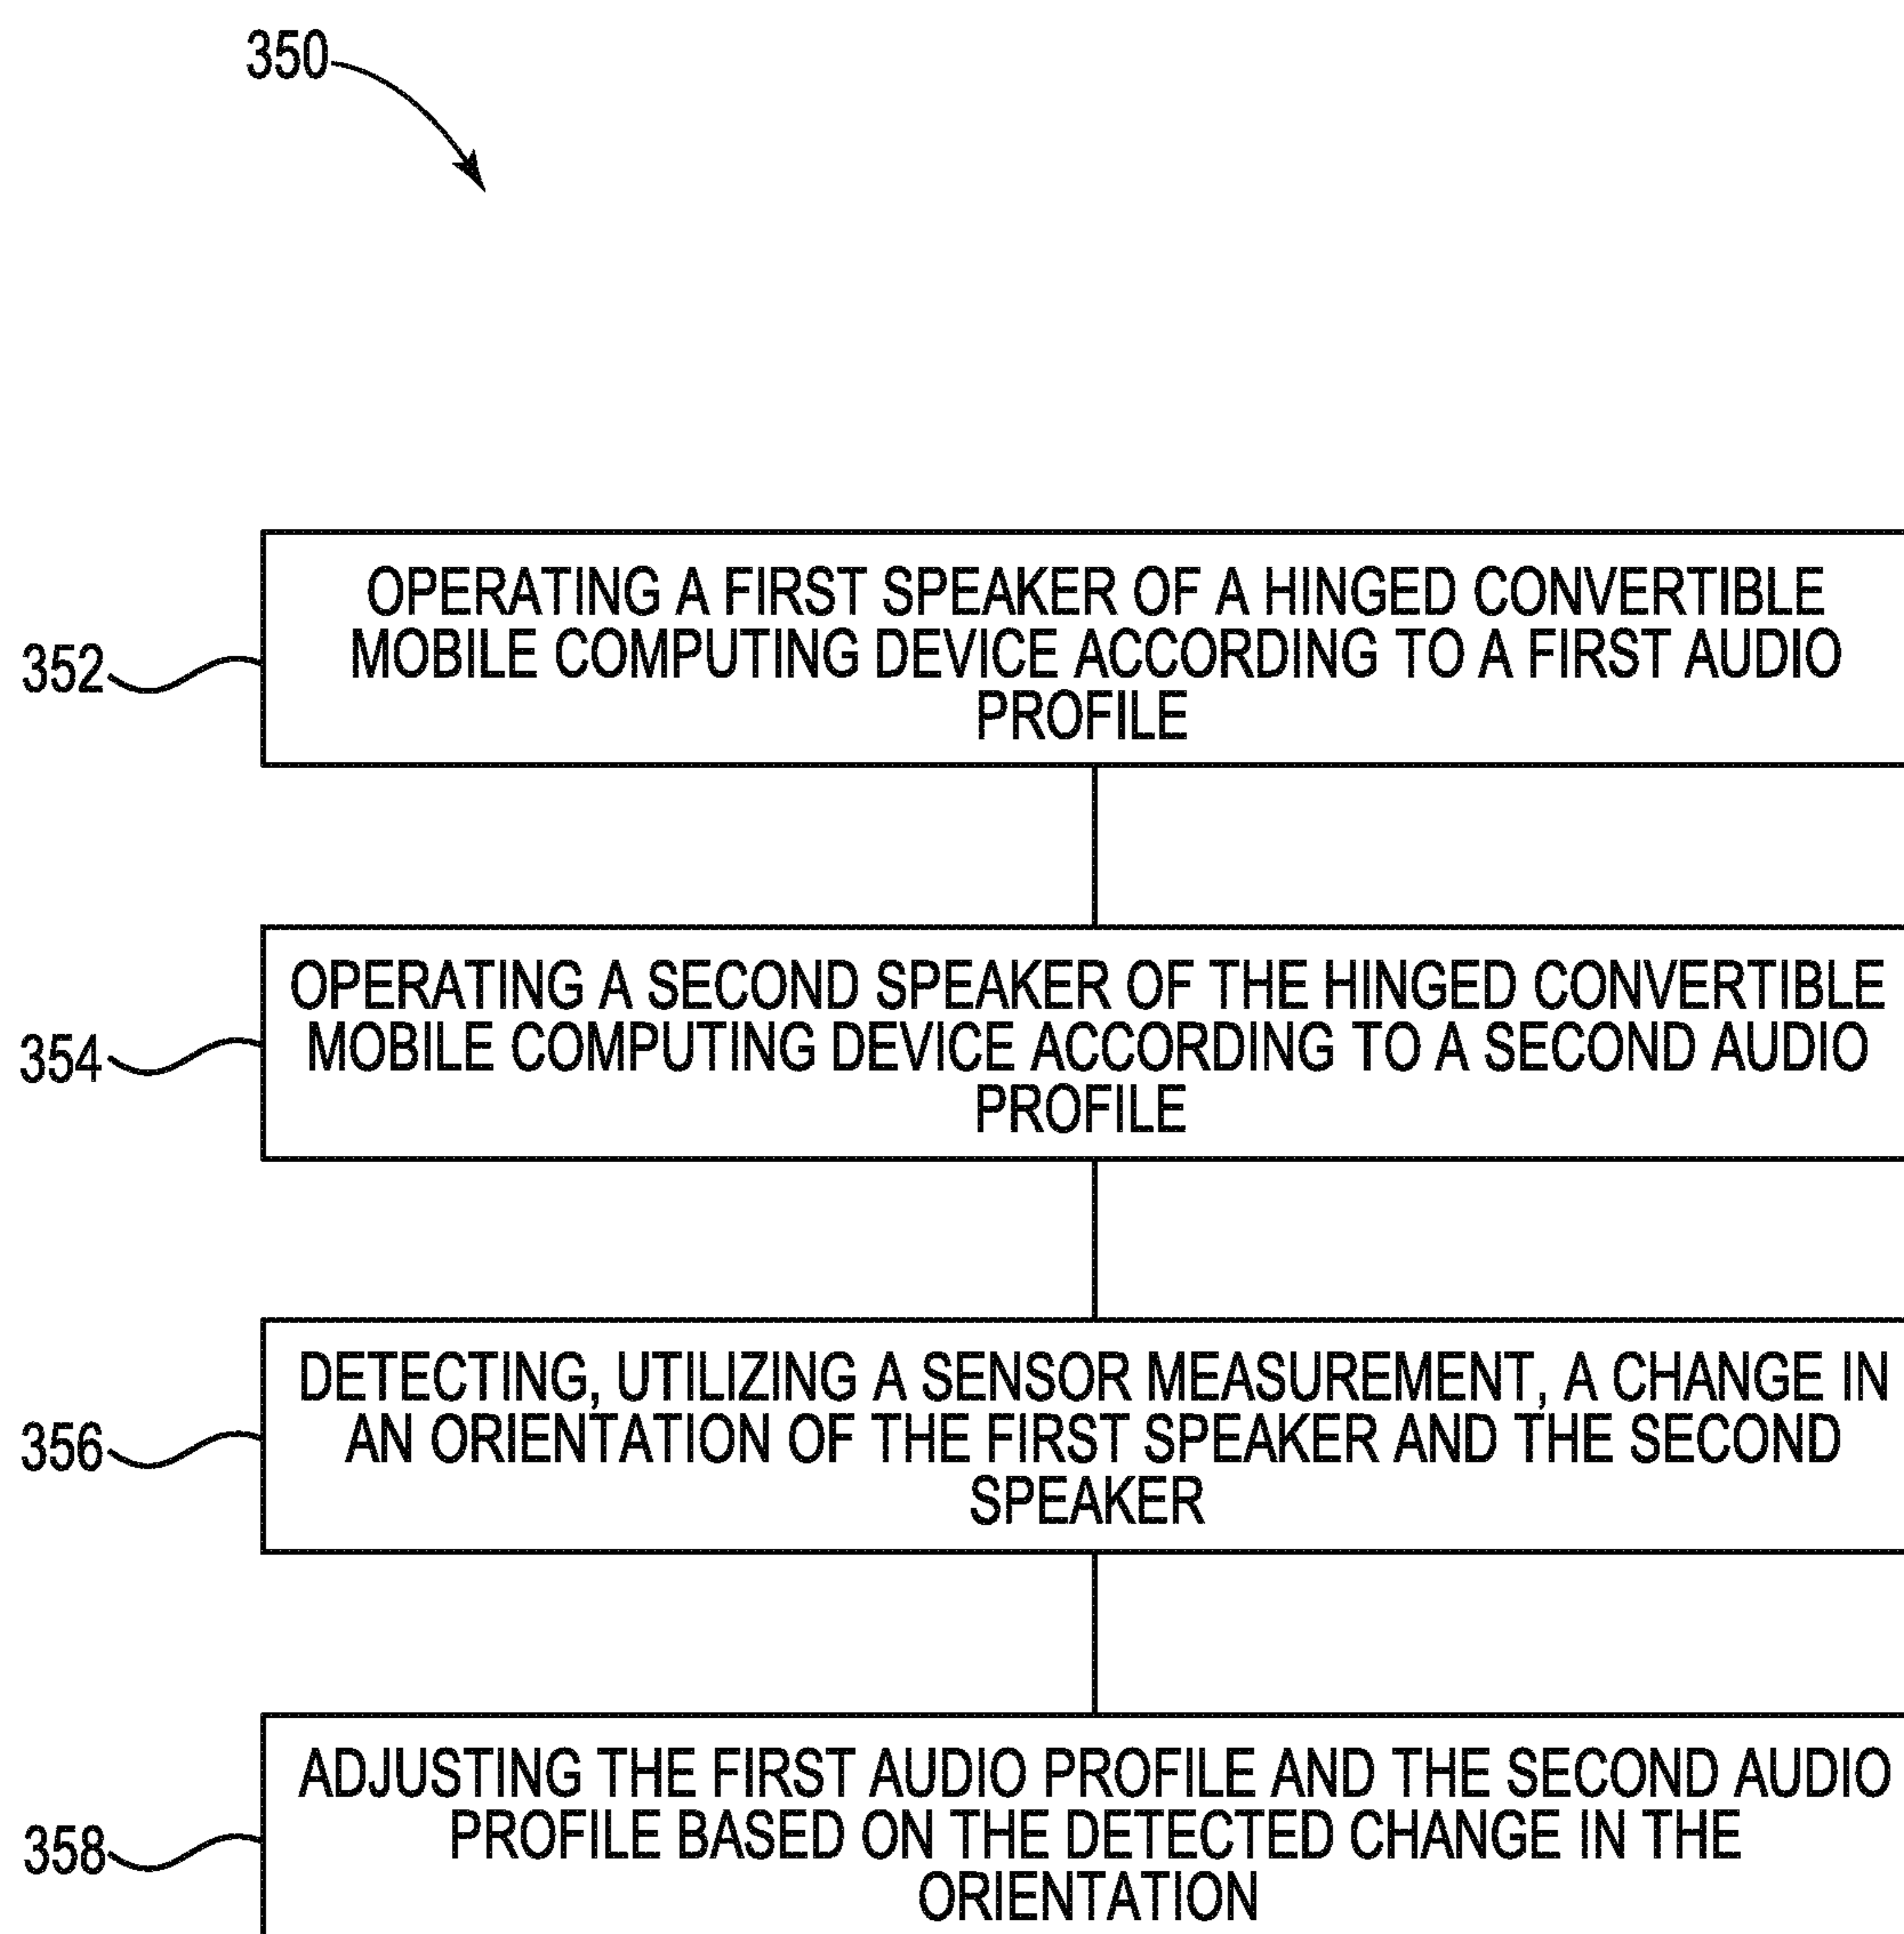 350
OPERATING A FIRST SPEAKER OF A HINGED CONVERTIBLE
MOBILE COMPUTING DEVICE ACCORDING TO A FIRST AUDIO
PROFILE
352
OPERATING A SECOND SPEAKER OF THE HINGED CONVERTIBLE
MOBILE COMPUTING DEVICE ACCORDING TO A SECOND AUDIO
PROFILE
354
DETECTING, UTILIZING A SENSOR MEASUREMENT, A CHANGE IN
AN ORIENTATION OF THE FIRST SPEAKER AND THE SECOND
SPEAKER
356
ADJUSTING THE FIRST AUDIO PROFILE AND THE SECOND AUDIO
PROFILE BASED ON THE DETECTED CHANGE IN THE
ORIENTATION
358